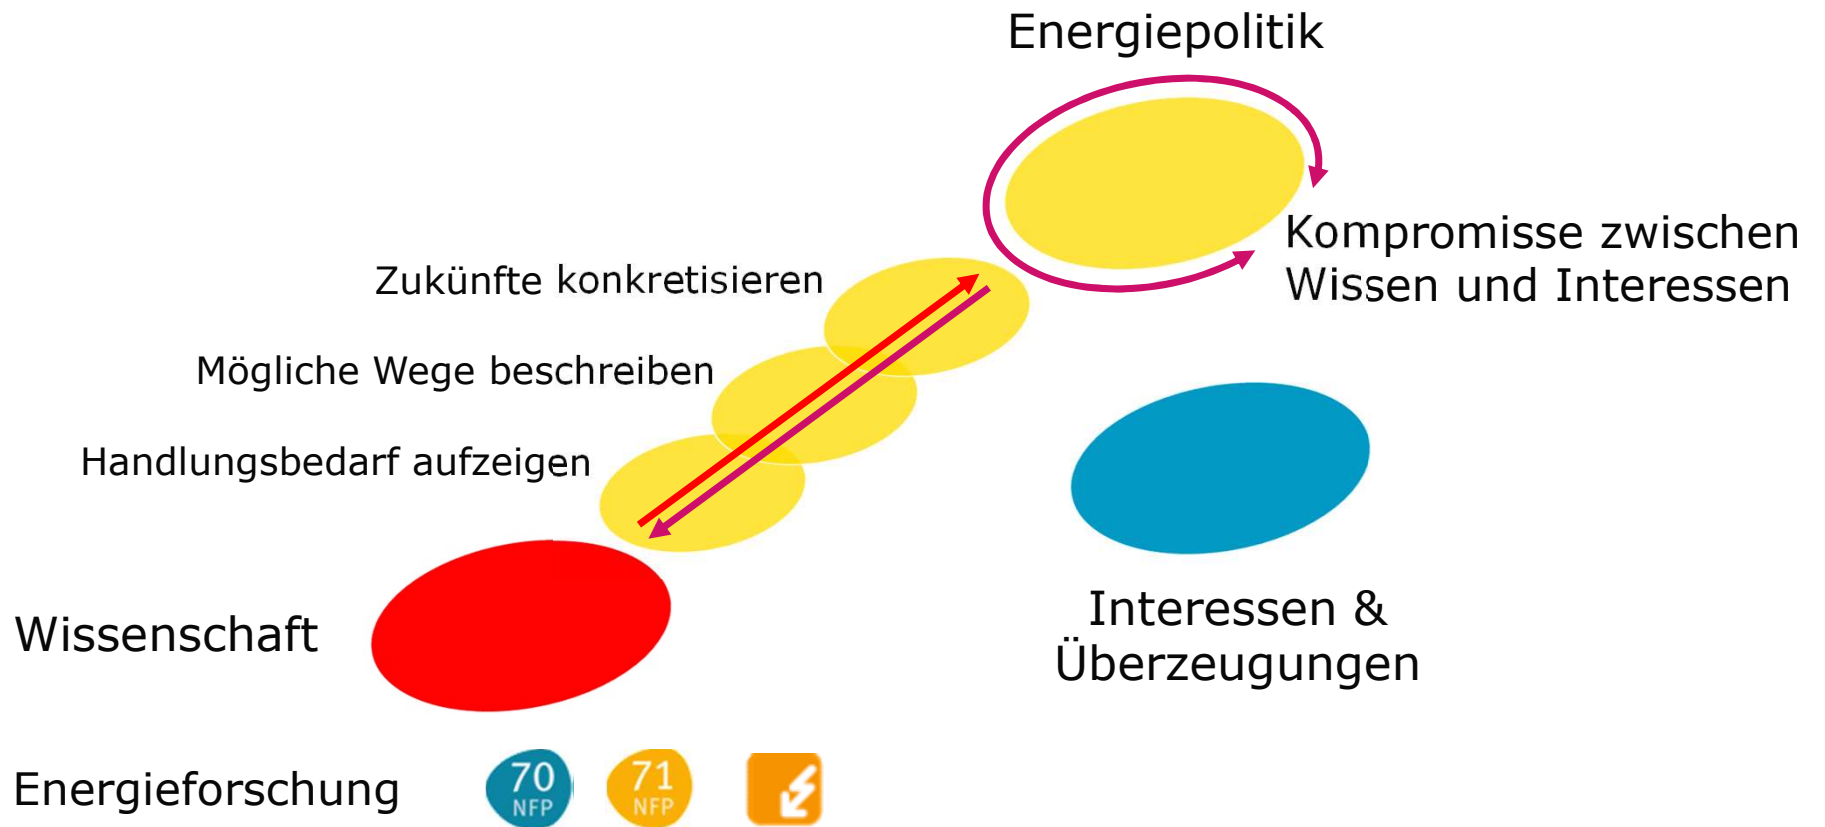 Energiepolitik
Kompromisse zwischen
Wissen und Interessen
Zukünfte konkretisieren
Mögliche Wege beschreiben
Handlungsbedarf aufzeigen
Wissenschaft
Interessen &
Überzeugungen
Energieforschung
70
NFP
71
NFP